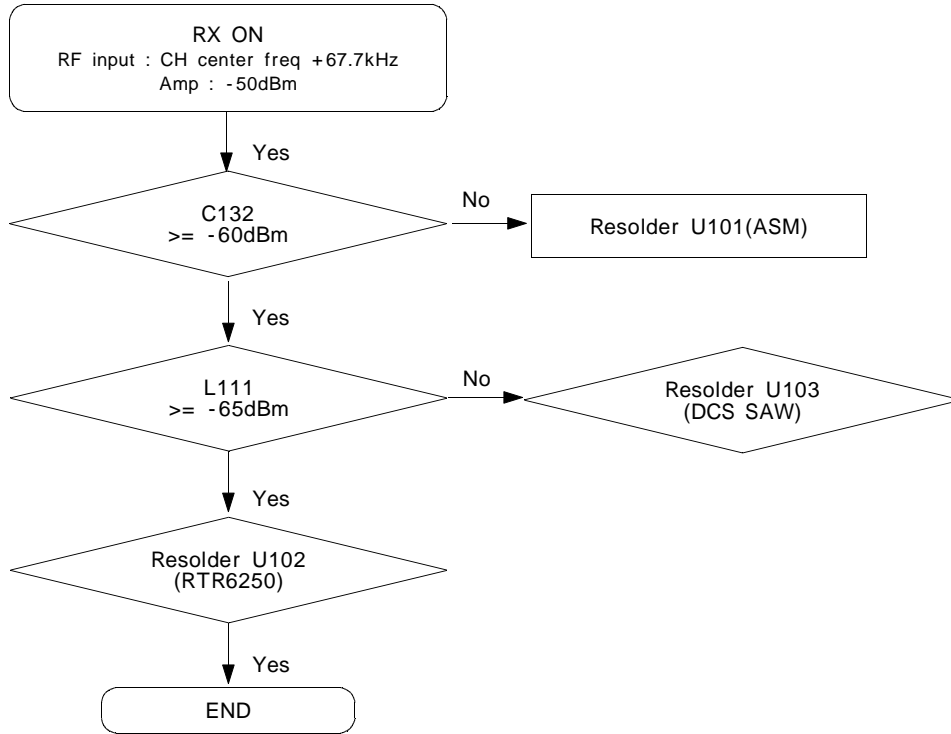 RX ON
RF input : CH center freq +67.7kHz
Amp : -50dBm
Yes
C132
>= -60dBm
No
Resolder U101(ASM)
Yes
L111
>= -65dBm
No
Resolder U103
(DCS SAW)
Yes
Resolder U102
(RTR6250)
Yes
END